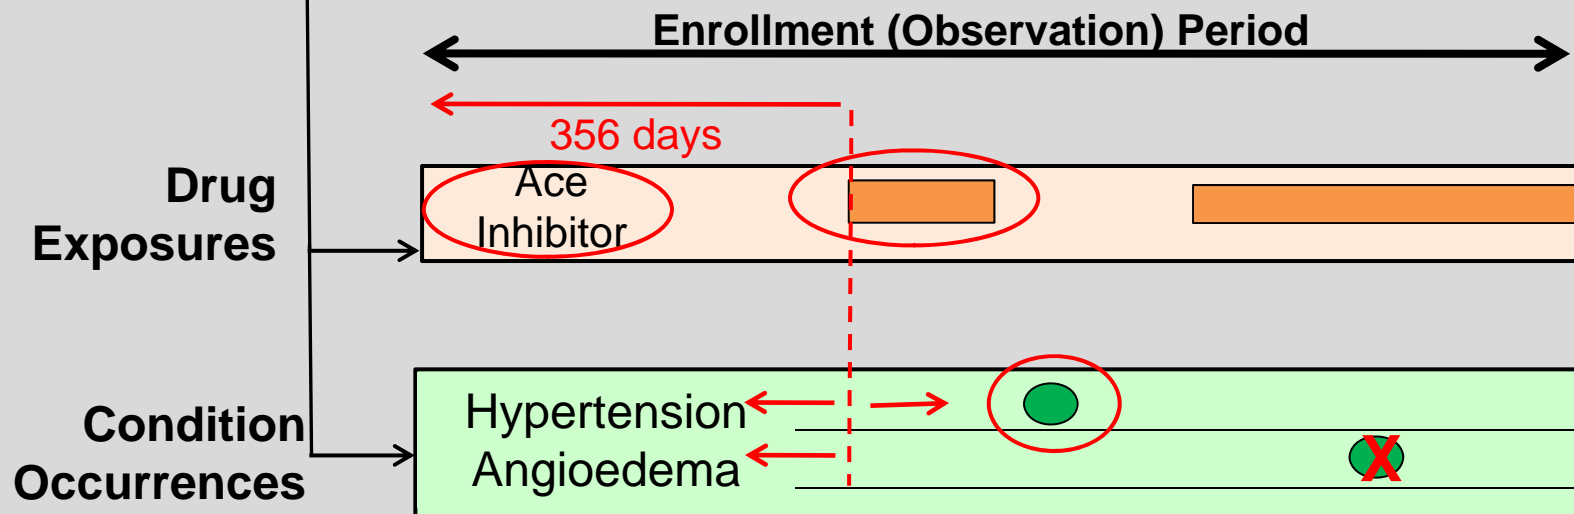 Enrollment (Observation) Period
356 days
Drug
Exposures
Ace
Inhibitor
Condition
Occurrences
Hypertension
Angioedema
X